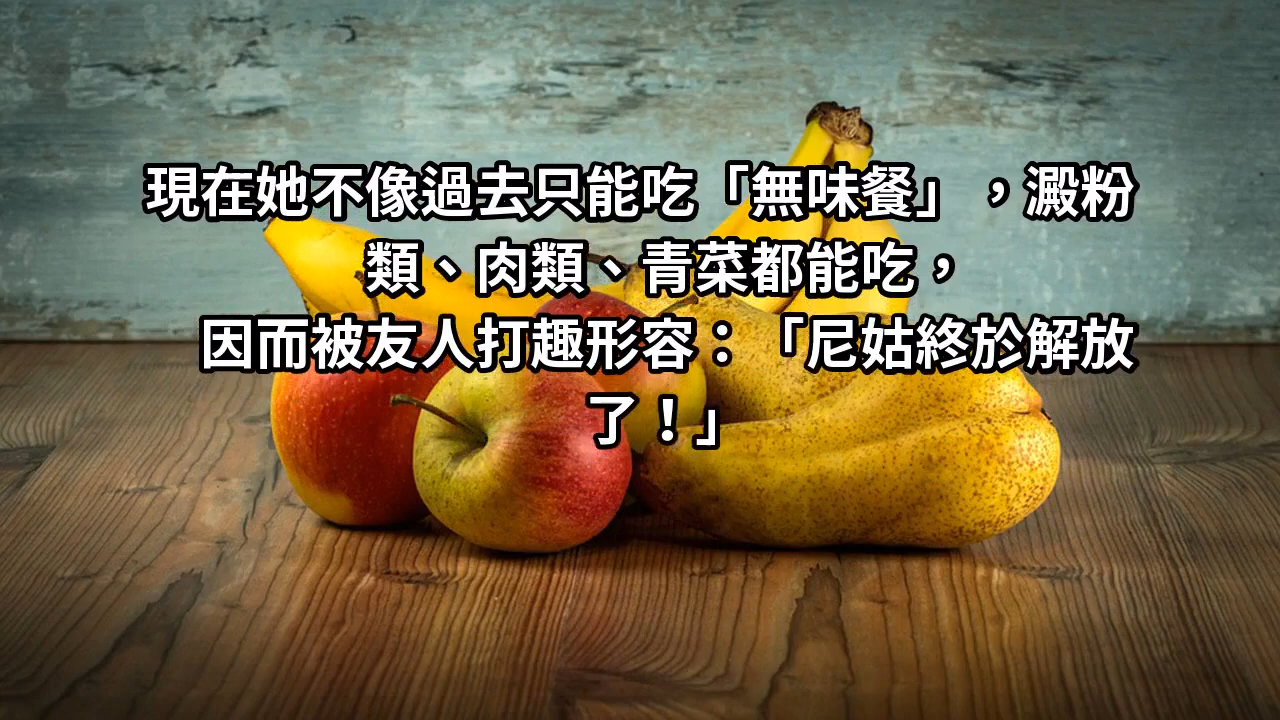 現在她不像過去只能吃「無味餐」，澱粉
類、肉類、青菜都能吃，
因而被友人打趣形容：「尼姑終於解放
了！」